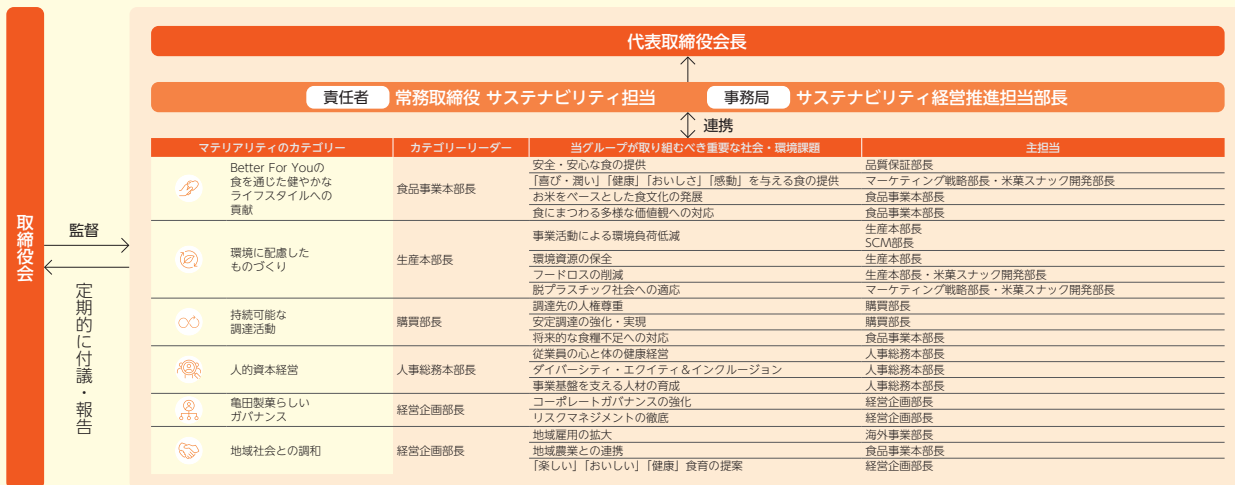 取締役会
監督
定期的に付議・報告
代表取締役会長
責任者 常務取締役 サステナビリティ担当 事務局 サステナビリティ経営推進担当部長
連携
マテリアリティのカテゴリー カテゴリーリーダー 当グループが取り組むべき重要な社会・環境課題 主担当
Better For Youの
食を通じた健やかな
ライフスタイルへの
貢献
食品事業本部長
安全・安心な食の提供 品質保証部長
「喜び・潤い」「健康」「おいしさ」「感動」を与える食の提供 マーケティング戦略部長・米菓スナック開発部長
お米をベースとした食文化の発展 食品事業本部長
食にまつわる多様な価値観への対応 食品事業本部長
環境に配慮した
ものづくり
生産本部長
事業活動による環境負荷低減 生産本部長
SCM部長
環境資源の保全 生産本部長
フードロスの削減 生産本部長・米菓スナック開発部長
脱プラスチック社会への適応 マーケティング戦略部長・米菓スナック開発部長
持続可能な
調達活動
購買部長
調達先の人権尊重 購買部長
安定調達の強化・実現 購買部長
将来的な食糧不足への対応 食品事業本部長
人的資本経営 人事総務本部長
従業員の心と体の健康経営 人事総務本部長
ダイバーシティ・エクイティ＆インクルージョン 人事総務本部長
事業基盤を支える人材の育成 人事総務本部長
亀田製菓らしい
ガバナンス
経営企画部長
コーポレートガバナンスの強化 経営企画部長
リスクマネジメントの徹底 経営企画部長
地域社会との調和 経営企画部長
地域雇用の拡大 海外事業部長
地域農業との連携 食品事業本部長
「楽しい」「おいしい」「健康」食育の提案 経営企画部長